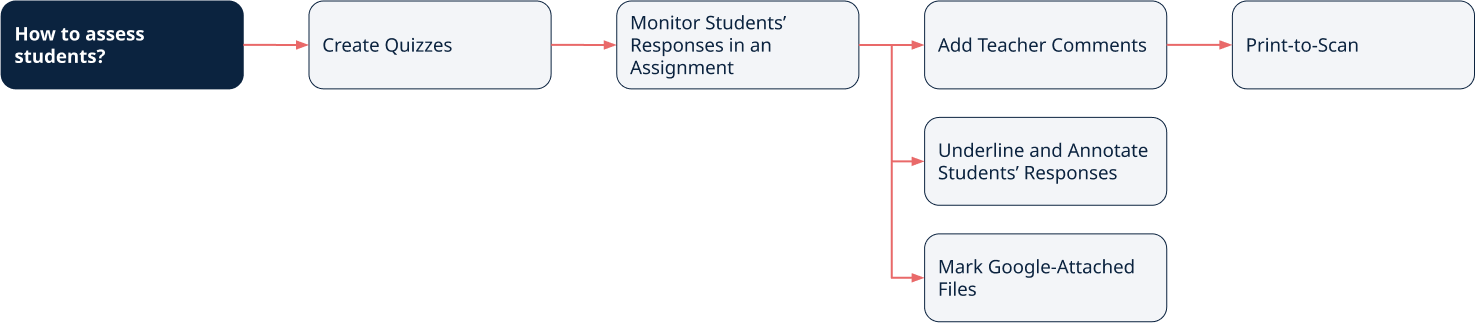 How to assess
students?
Create Quizzes
Monitor Students’
Responses in an
Assignment
Add Teacher Comments
Print-to-Scan
Underline and Annotate
Students’ Responses
Mark Google-Attached
Files